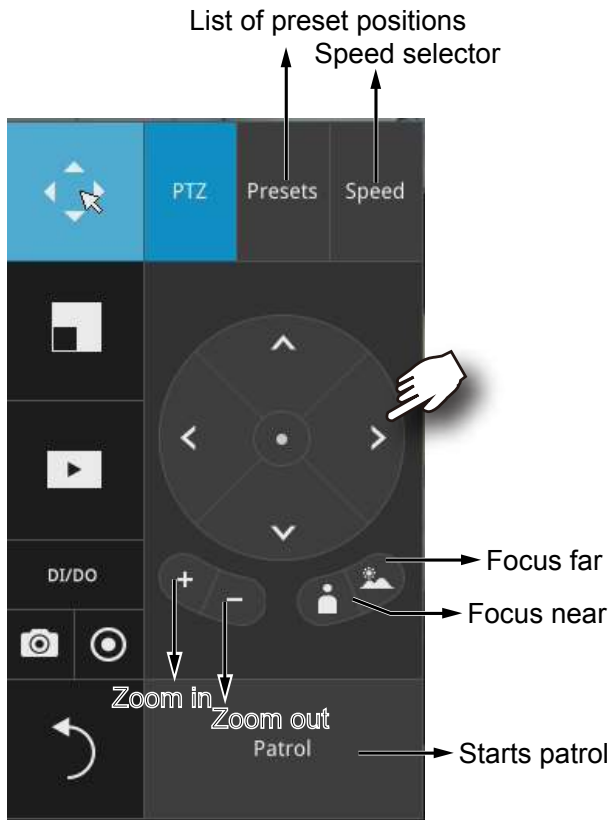 List of preset positions
Speed selector
PTZ
Presets
Speed
DI/DO
+
-
Focus far
Focus near
Zoom in
Zoom out
Patrol
Starts patrol